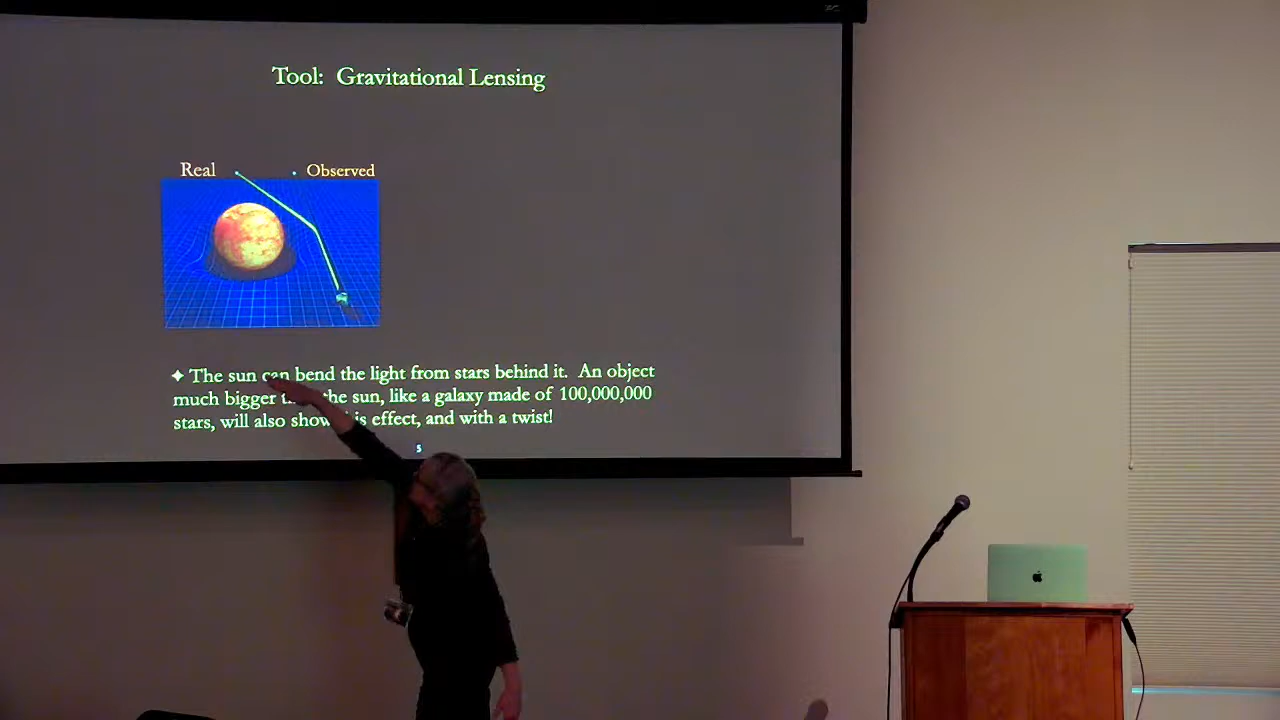 Tool: Gravitational Lensing
Real
Observed
✦ The sun can bend the light from stars behind it. An object
much bigger the sun, like a galaxy made of 100,000,000
stars, will also show effect, and with a twist!
5